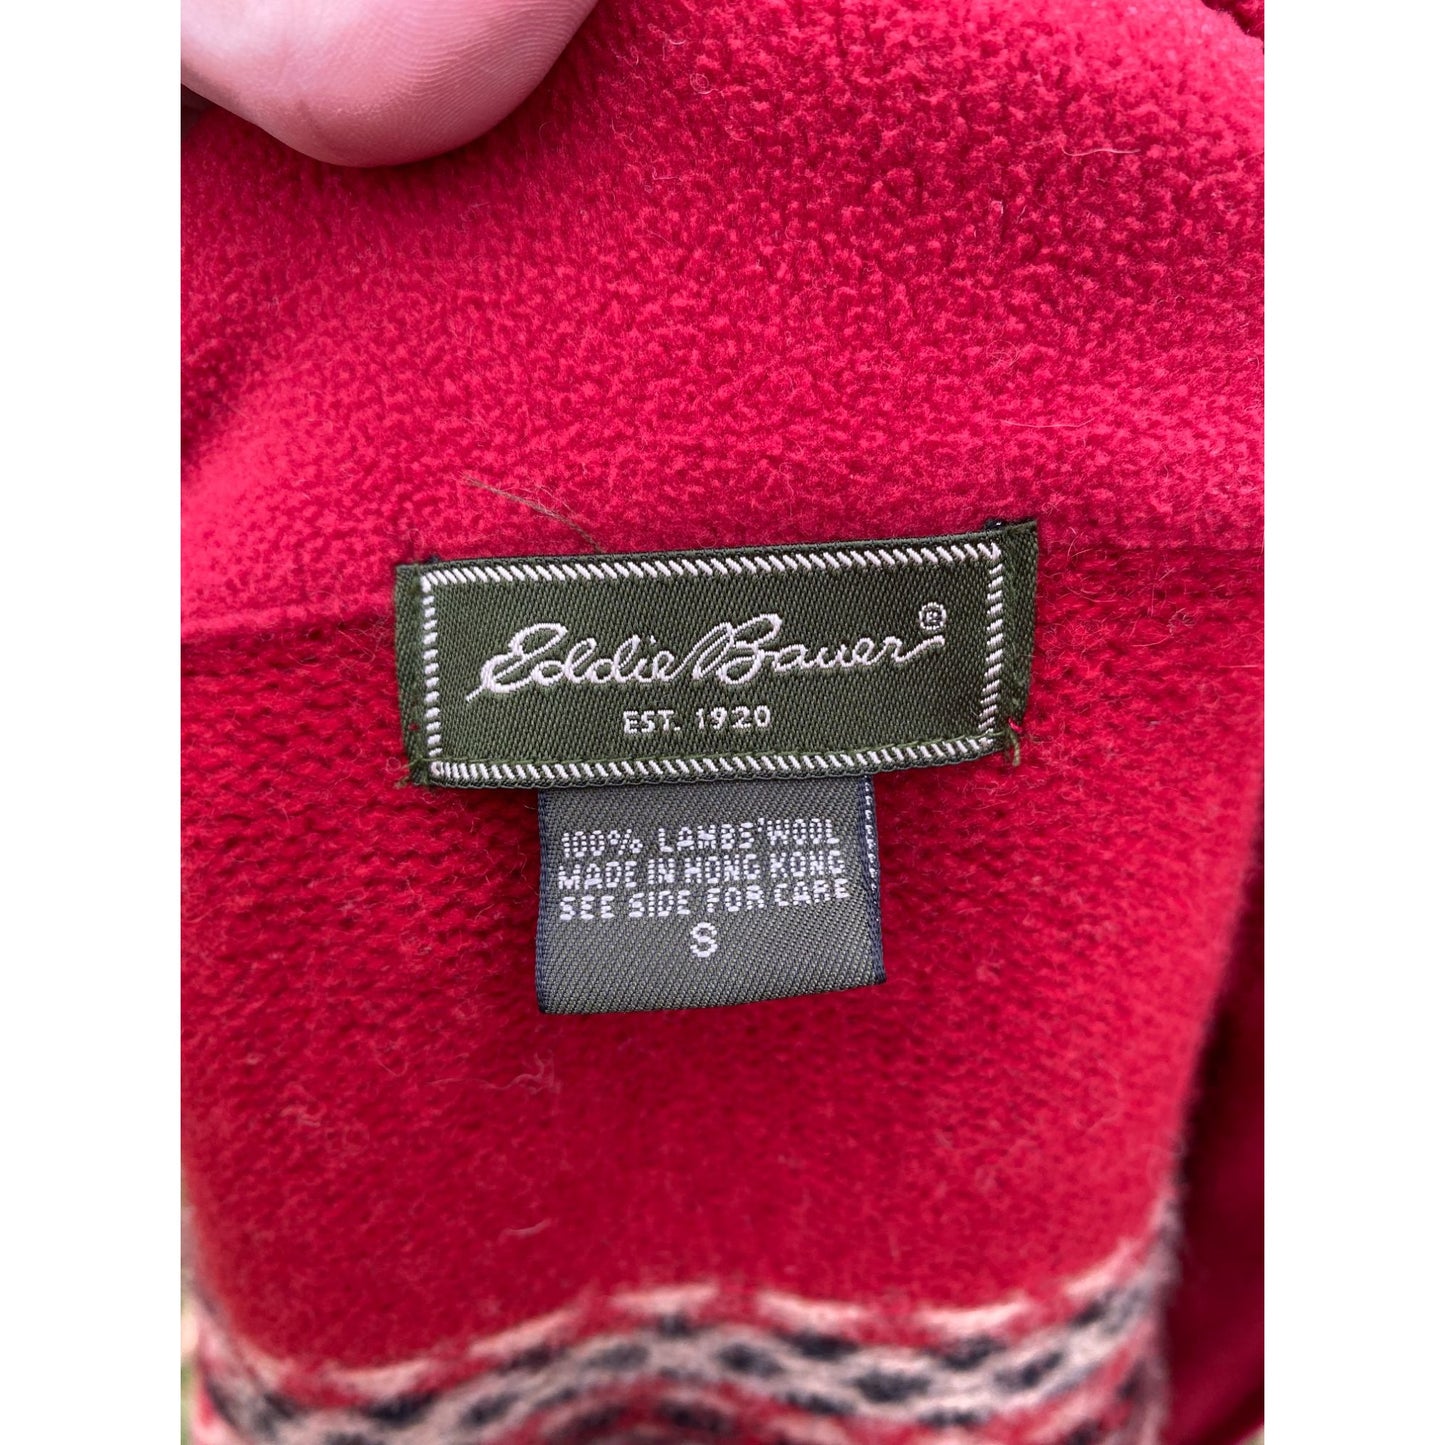 Eddie Bauer®
EST. 1920
100% LAMBS'WOOL
MADE IN HONG KONG
SEE SIDE FOR CARE
S